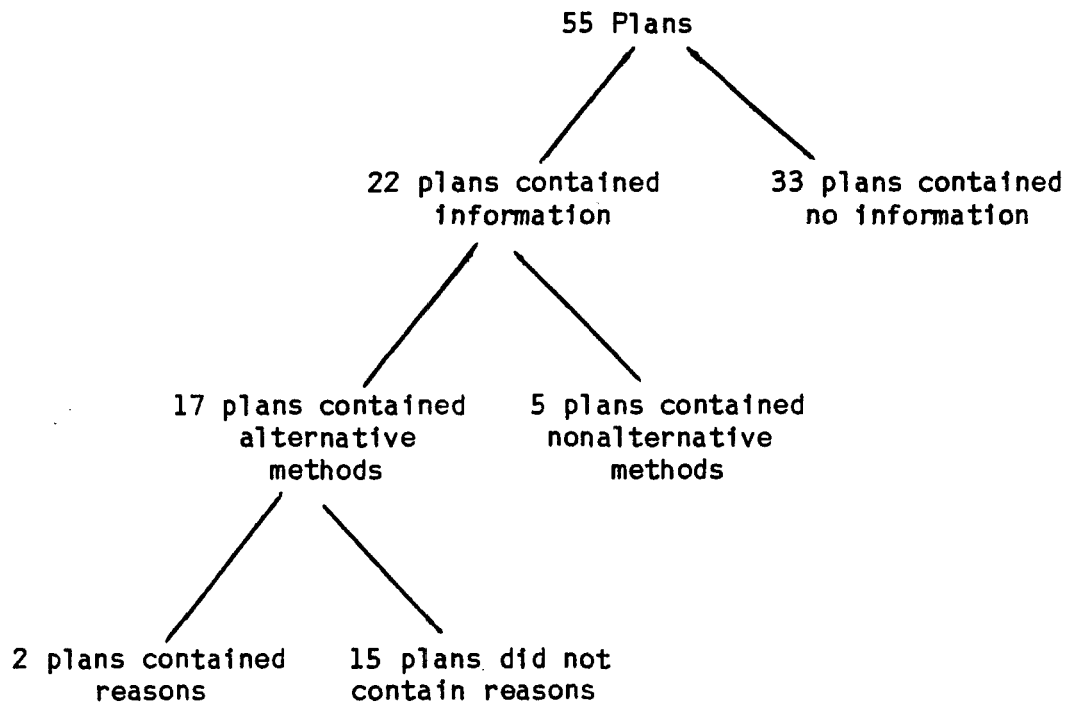 55 Plans
22 plans contained
information
33 plans contained
no information
17 plans contained
alternative
methods
5 plans contained
nonalternative
methods
2 plans contained
reasons
15 plans did not
contain reasons